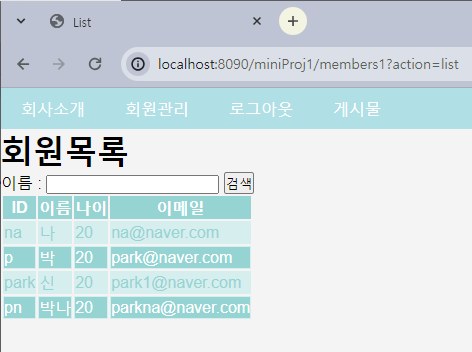 List
localhost:8090/miniProj1/members1?action=list
회사소개 회원관리 로그아웃 게시물
회원목록
이름 : 검색
ID 이름 나이 이메일
na 나 20 na@naver.com
p 박 20 park@naver.com
park 신 20 park1@naver.com
pn 박나 20 parkna@naver.com